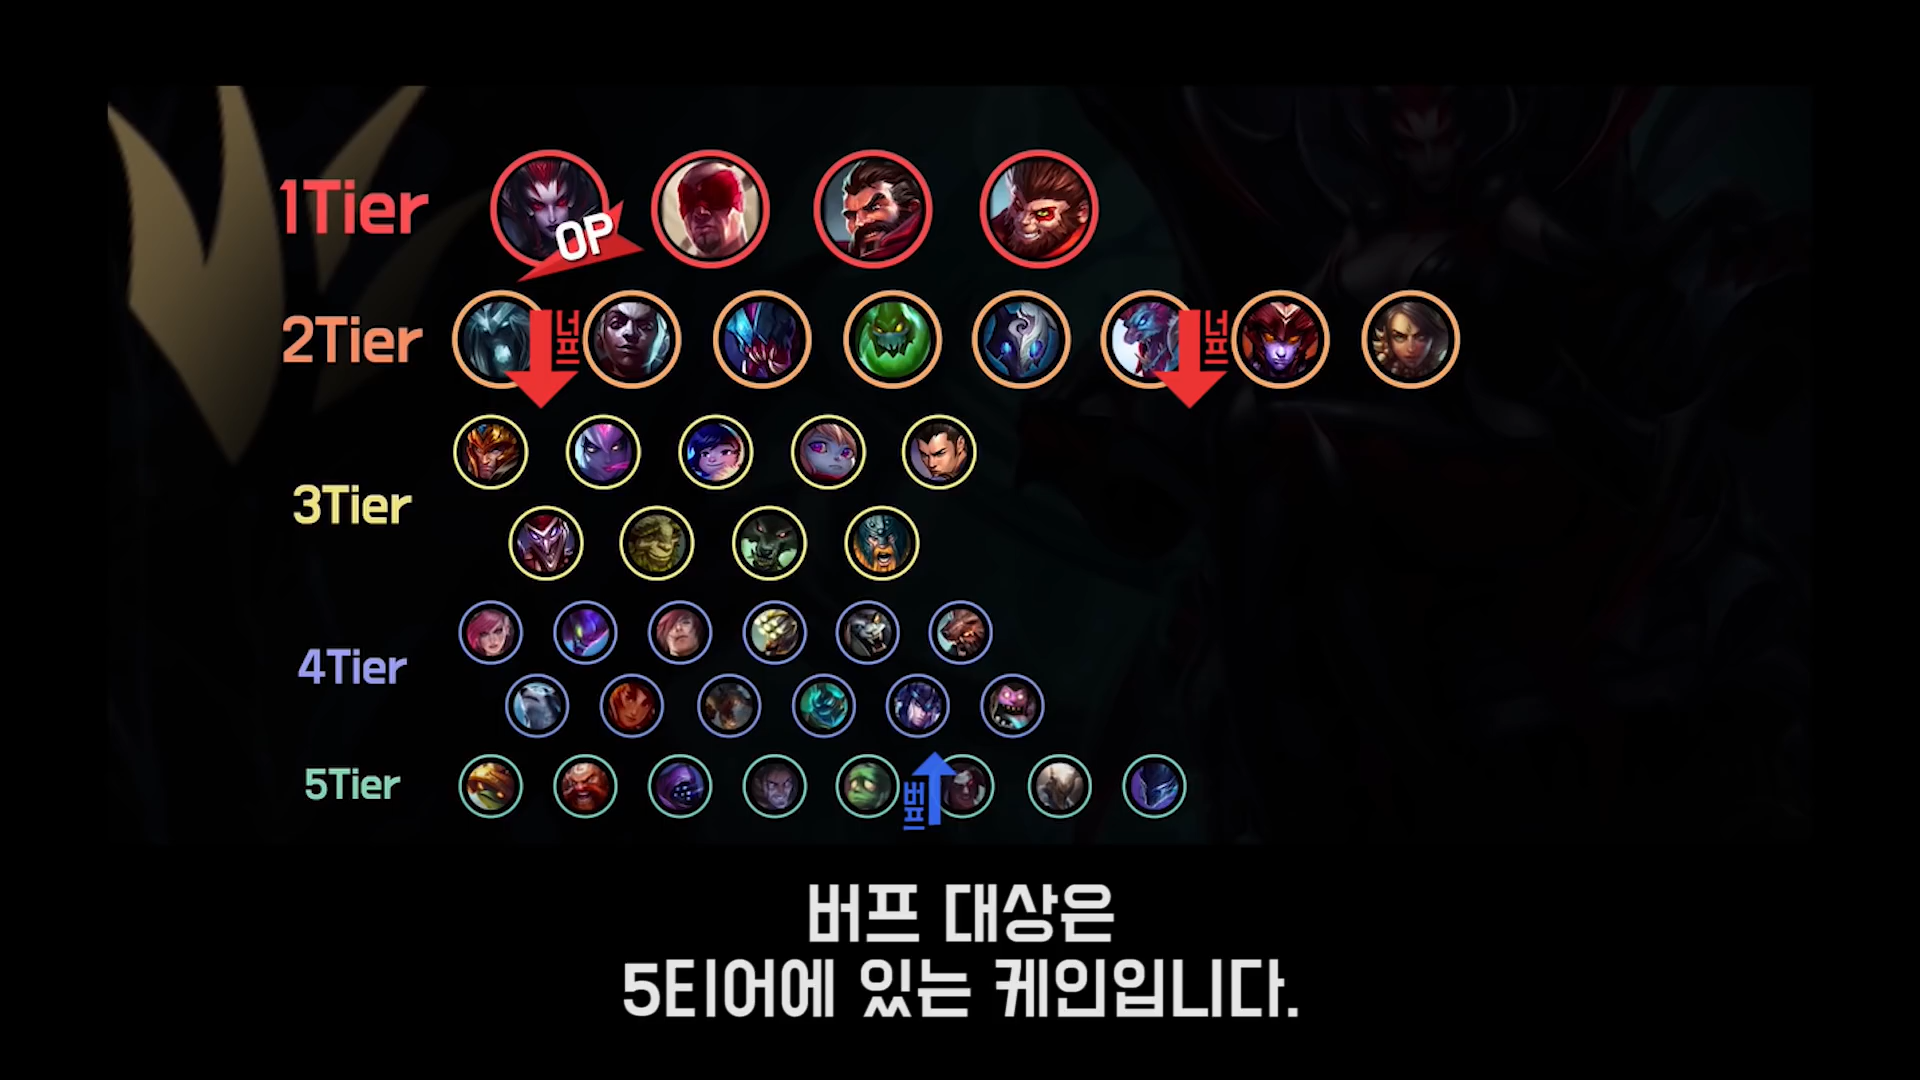 1Tier
OP
2Tier
너프
너프
3Tier
4Tier
5Tier
버프
버프 대상은
5티어에 있는 케인입니다.